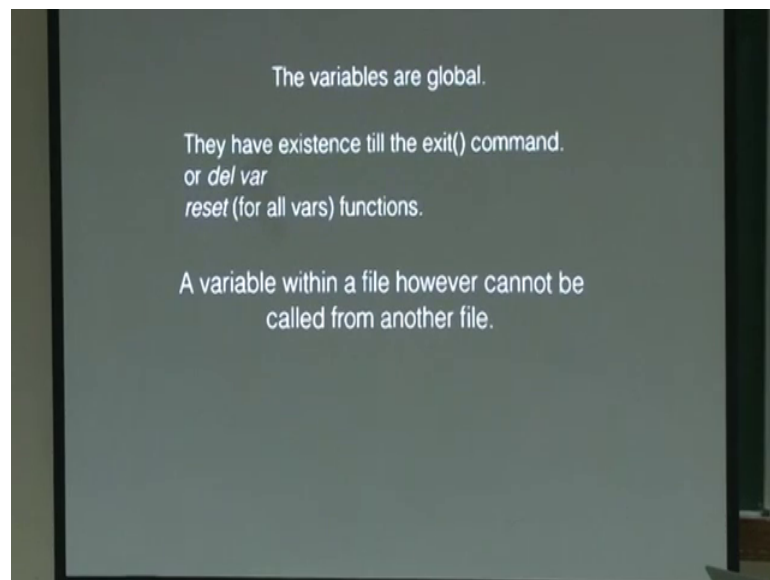 The variables are global.
They have existence till the exit() command.
or del var
reset (for all vars) functions.
A variable within a file however cannot be
called from another file.